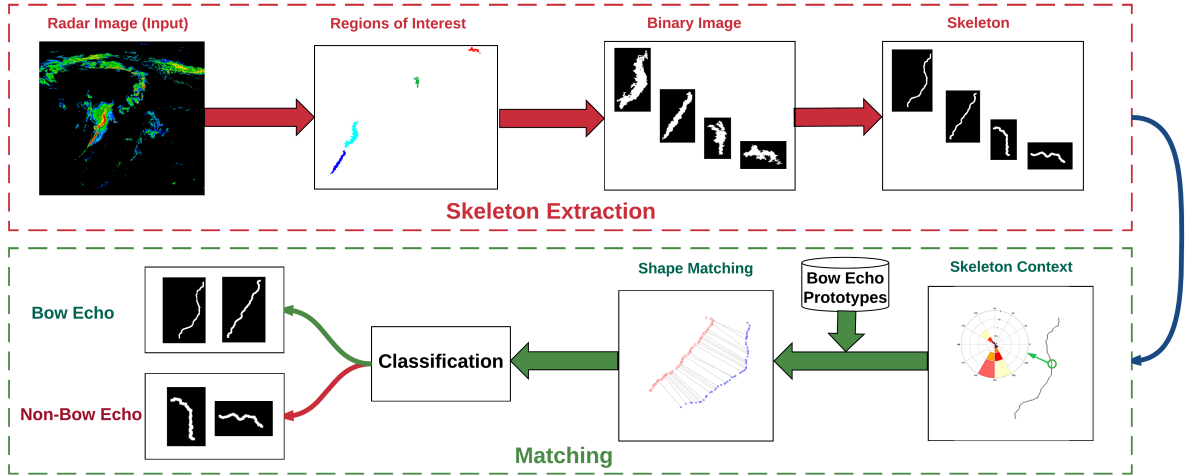 Radar Image (Input)
Regions of Interest
Binary Image
Skeleton
Skeleton Extraction
Shape Matching
Bow Echo
Prototypes
Skeleton Context
Bow Echo
Classification
Non-Bow Echo
Matching